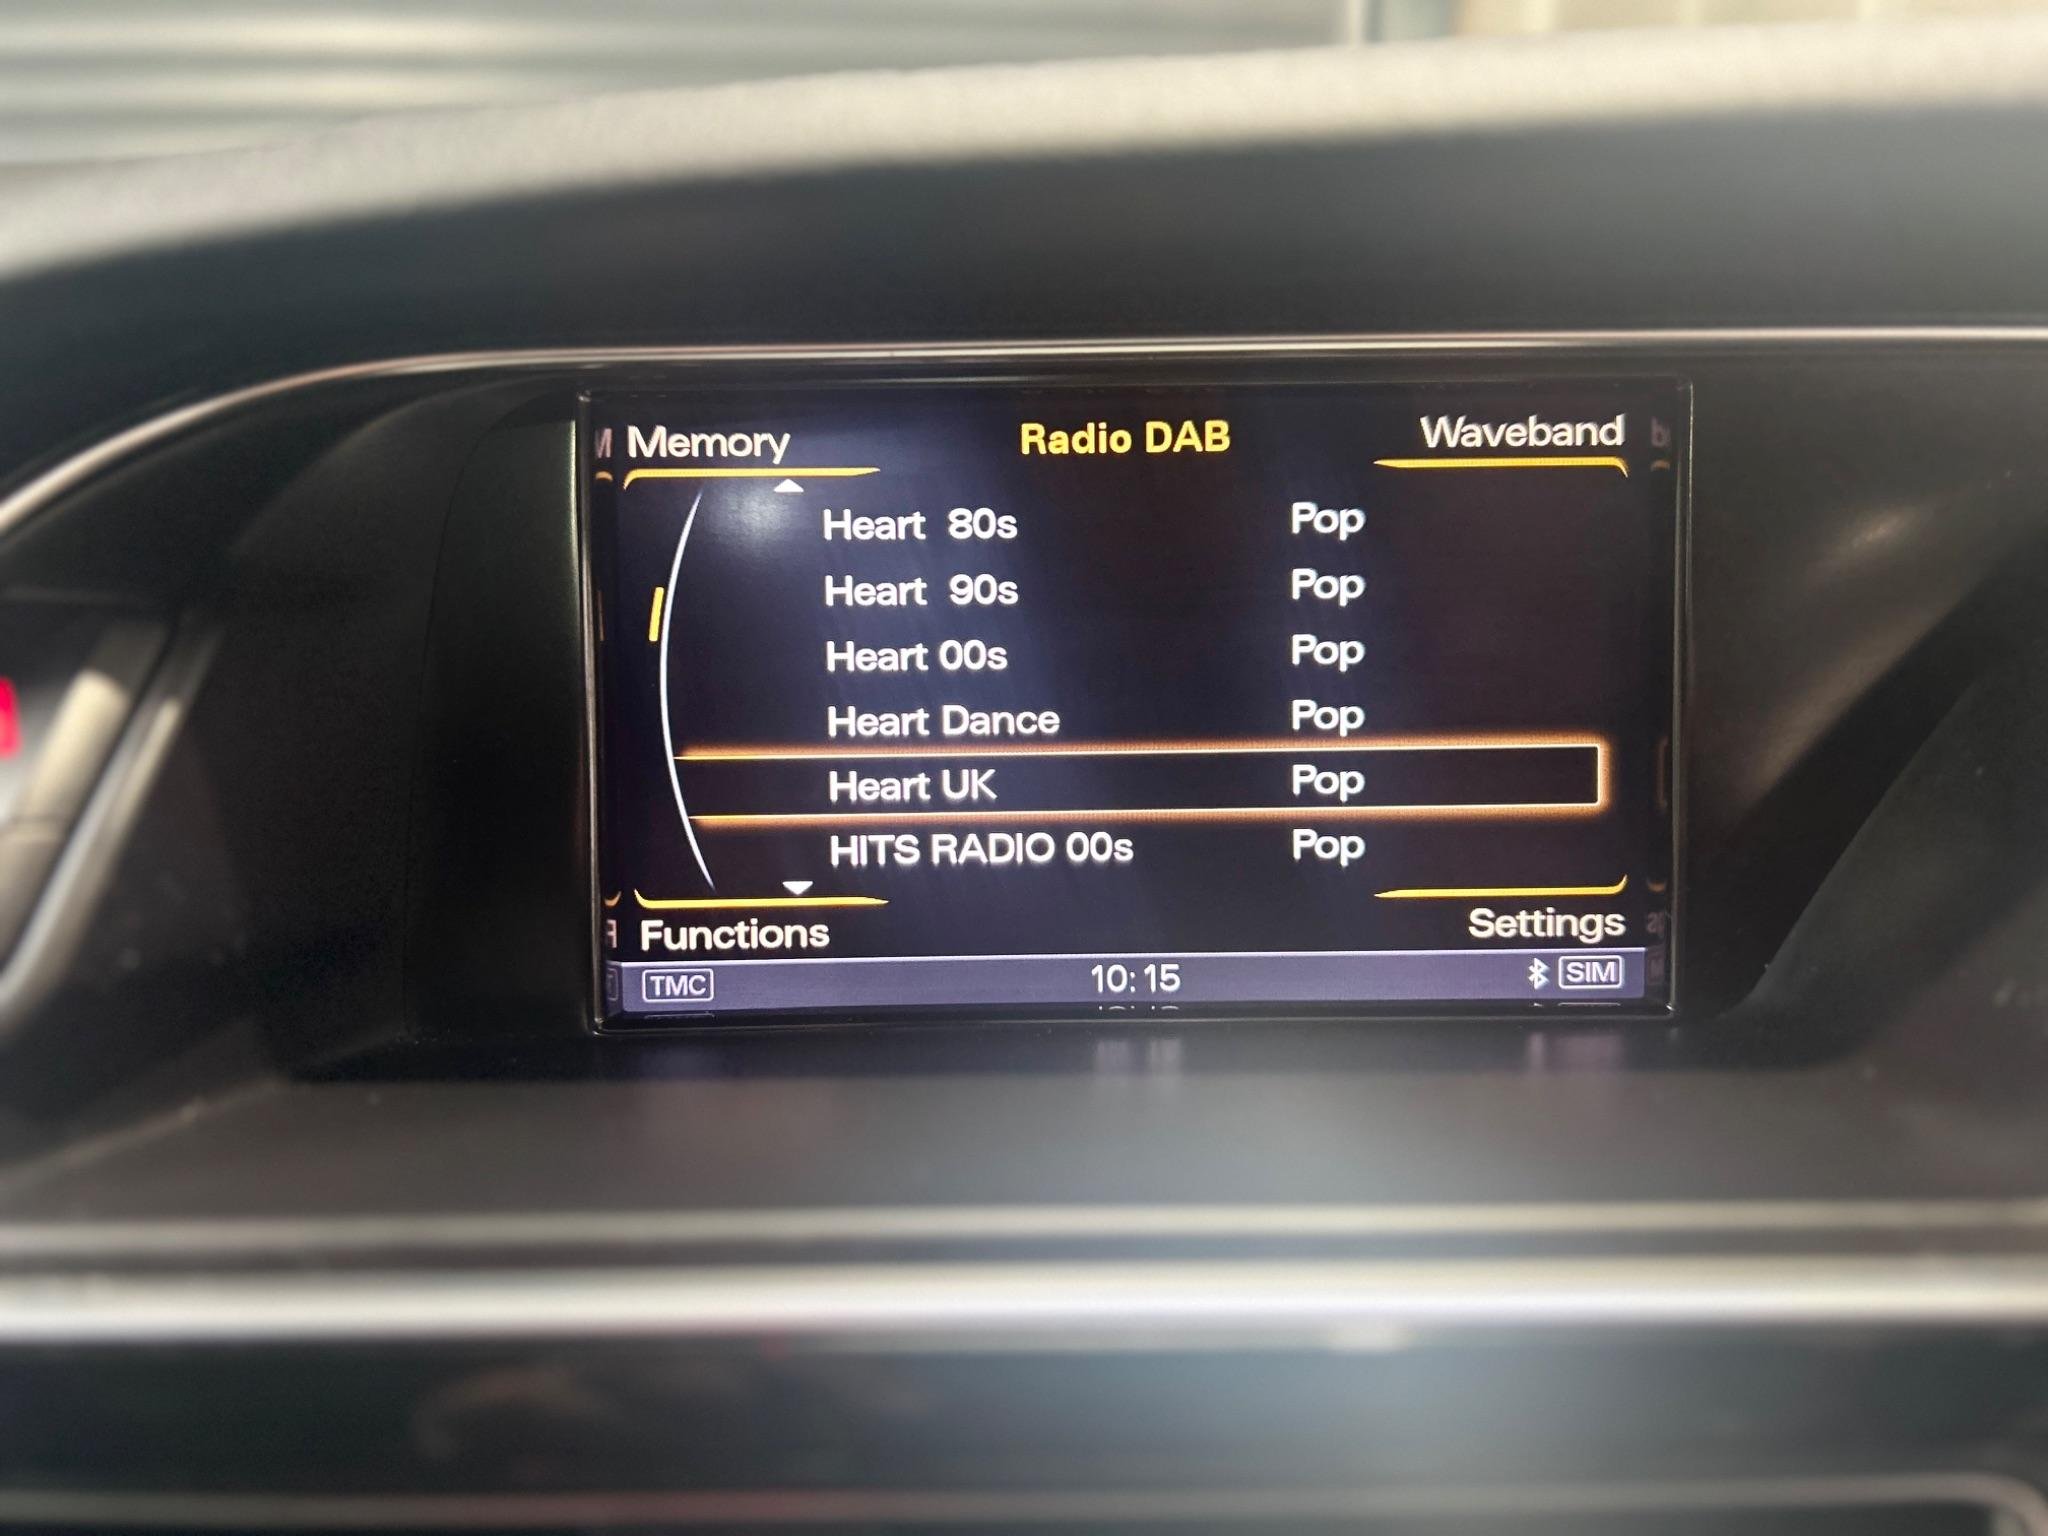 Memory Radio DAB Waveband
Heart 80s Pop
Heart 90s Pop
Heart 00s Pop
Heart Dance Pop
Heart UK Pop
HITS RADIO 00s Pop
Functions Settings
TMC 10:15 SIM